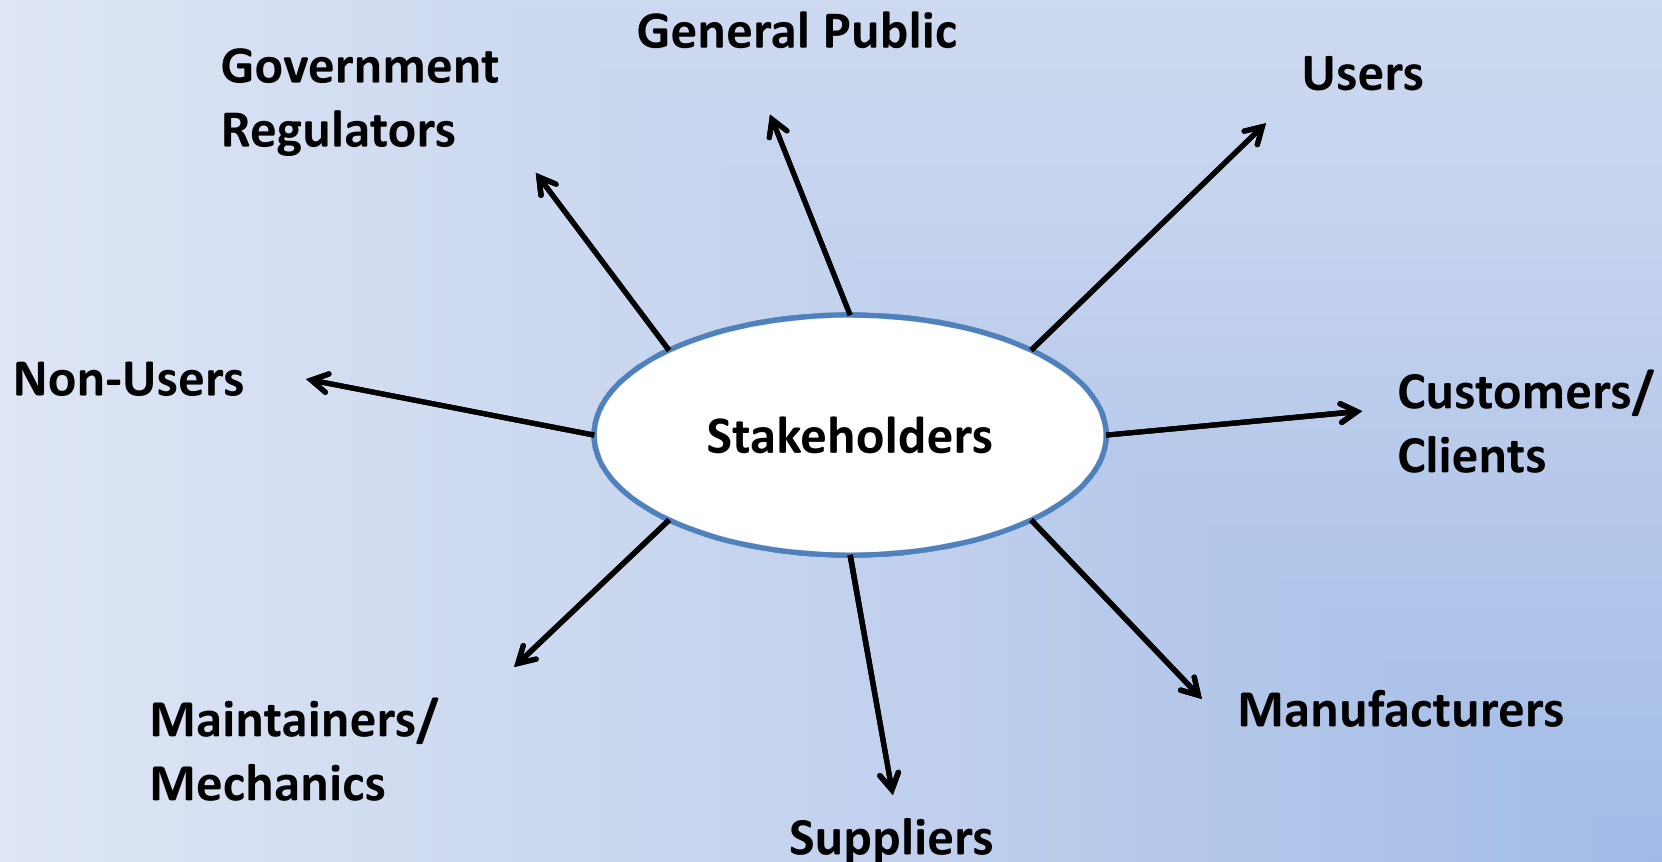 General Public
Government
Regulators
Users
Non-Users
Stakeholders
Customers/
Clients
Maintainers/
Mechanics
Manufacturers
Suppliers